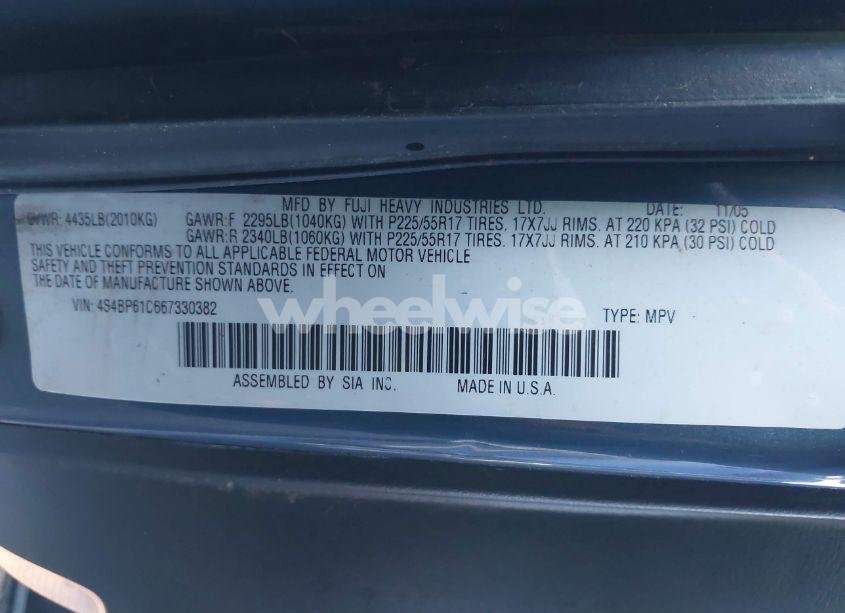 MFD BY FUJI HEAVY INDUSTRIES LTD. DATE: 11/05
GVWR: 4435LB(2010KG) GAWR:F 2295LB(1040KG) WITH P225/55R17 TIRES. 17X7JJ RIMS. AT 220 KPA (32 PSI) COLD
GAWR:R 2340LB(1060KG) WITH P225/55R17 TIRES. 17X7JJ RIMS. AT 210 KPA (30 PSI) COLD
THIS VEHICLE CONFORMS TO ALL APPLICABLE FEDERAL MOTOR VEHICLE
SAFETY AND THEFT PREVENTION STANDARDS IN EFFECT ON
THE DATE OF MANUFACTURE SHOWN ABOVE.
VIN: 4S4BP61C667330382 TYPE: MPV
wheelwise
ASSEMBLED BY SIA INC. MADE IN U.S.A.